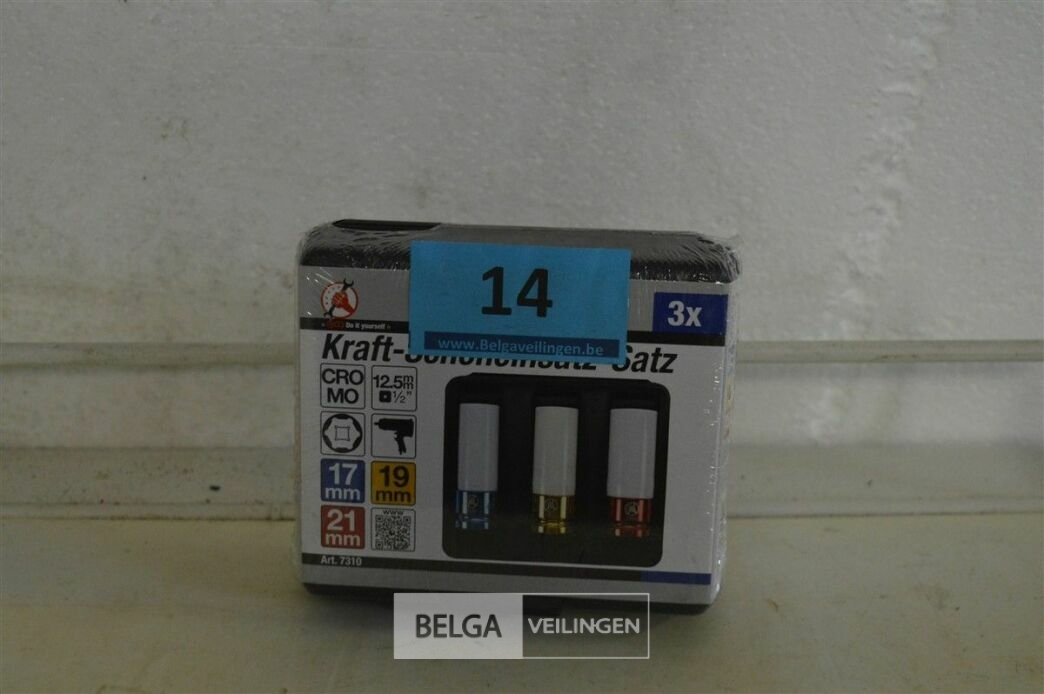 14
www.Belgaveilingen.be
3x
Do it yourself
Kraft- Satz
CRO
MO
12.5mm
1/2"
17
mm
19
mm
21
mm
www
Art. 7310
BELGA VEILINGEN